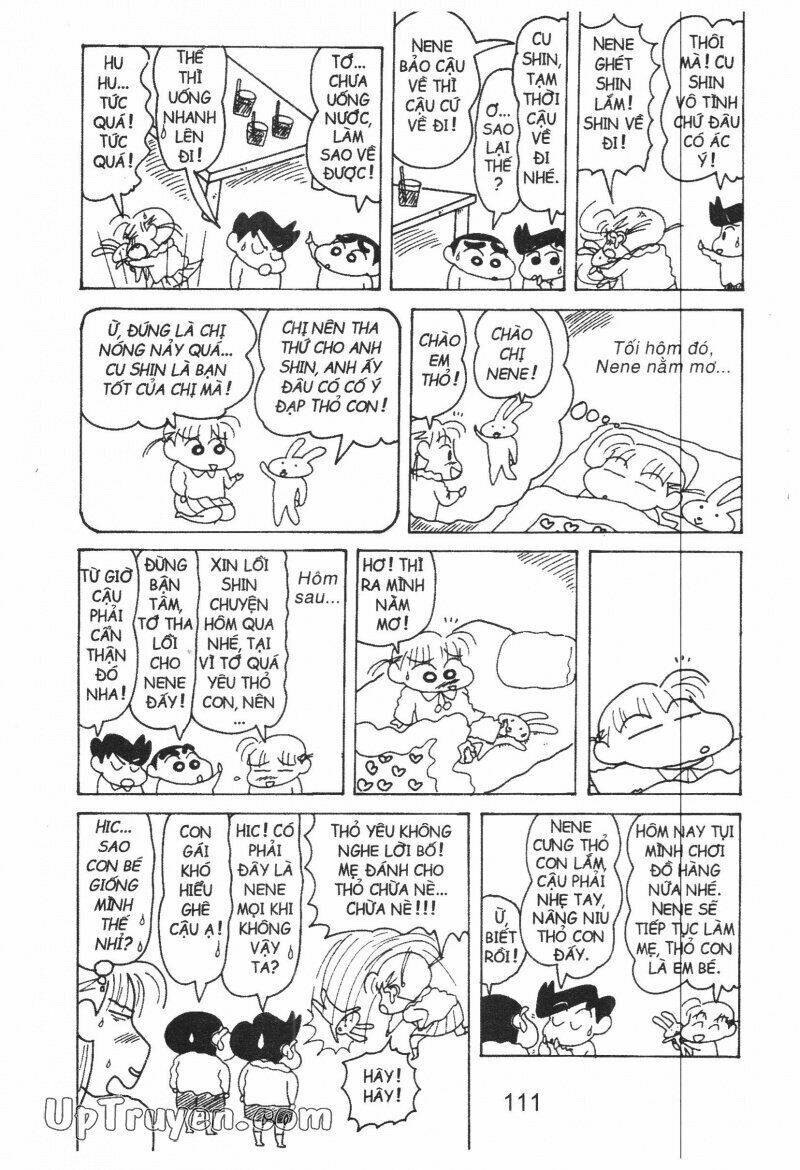 THÔI
MÀ! CU
SHIN
VÔ TÌNH
CHỨ ĐÂU
CÓ ÁC
Ý!
NENE
GHÉT
SHIN
LẮM!
SHIN VỀ
ĐI!
CU
SHIN,
TẠM
THỜI
CẬU
VỀ
ĐI
NHÉ.
NENE
BẢO CẬU
VỀ THÌ
CẬU CỨ
VỀ ĐI!
Ơ...
SAO
LẠI
THẾ
?
TỚ...
CHƯA
UỐNG
NƯỚC,
LÀM
SAO VỀ
ĐƯỢC!
THẾ
THÌ
UỐNG
NHANH
LÊN
ĐI!
HU
HU...
TỨC
QUÁ!
TỨC
QUÁ!
Tối hôm đó,
Nene nằm mơ...
CHÀO
CHỊ
NENE!
CHÀO
EM
THỎ!
CHỊ NÊN THA
THỨ CHO ANH
SHIN, ANH ẤY
ĐÂU CÓ CỐ Ý
ĐẠP THỎ CON!
Ừ, ĐÚNG LÀ CHỊ
NÓNG NẢY QUÁ...
CU SHIN LÀ BẠN
TỐT CỦA CHỊ MÀ!
HƠ! THÌ
RA MÌNH
NẰM
MƠ!
Hôm
sau...
XIN LỖI
SHIN
CHUYỆN
HÔM QUA
NHÉ, TẠI
VÌ TỚ QUÁ
YÊU THỎ
CON, NÊN
...
ĐỪNG
BẬN
TÂM,
TỚ THA
LỖI
CHO
NENE
ĐẤY!
TỪ GIỜ
CẬU
PHẢI
CẨN
THẬN
ĐÓ
NHA!
HÔM NAY TỤI
MÌNH CHƠI
ĐỒ HÀNG
NỮA NHÉ.
NENE SẼ
TIẾP TỤC LÀM
MẸ, THỎ CON
LÀ EM BÉ.
NENE
CƯNG THỎ
CON LẮM,
CẬU PHẢI
NHẸ TAY,
NÂNG NIU
THỎ CON
ĐẤY.
Ừ,
BIẾT
RỒI!
THỎ YÊU KHÔNG
NGHE LỜI BỐ!
MẸ ĐÁNH CHO
THỎ CHỪA NÈ...
CHỪA NÈ!!!
HÂY!
HÂY!
HIC! CÓ
PHẢI
ĐÂY LÀ
NENE
MỌI KHI
KHÔNG
VẬY
TA?
CON
GÁI
KHÓ
HIỂU
GHÊ
CẬU Ạ!
HIC...
SAO
CON BÉ
GIỐNG
MÌNH
THẾ
NHỈ?
111
UpTruyen.com